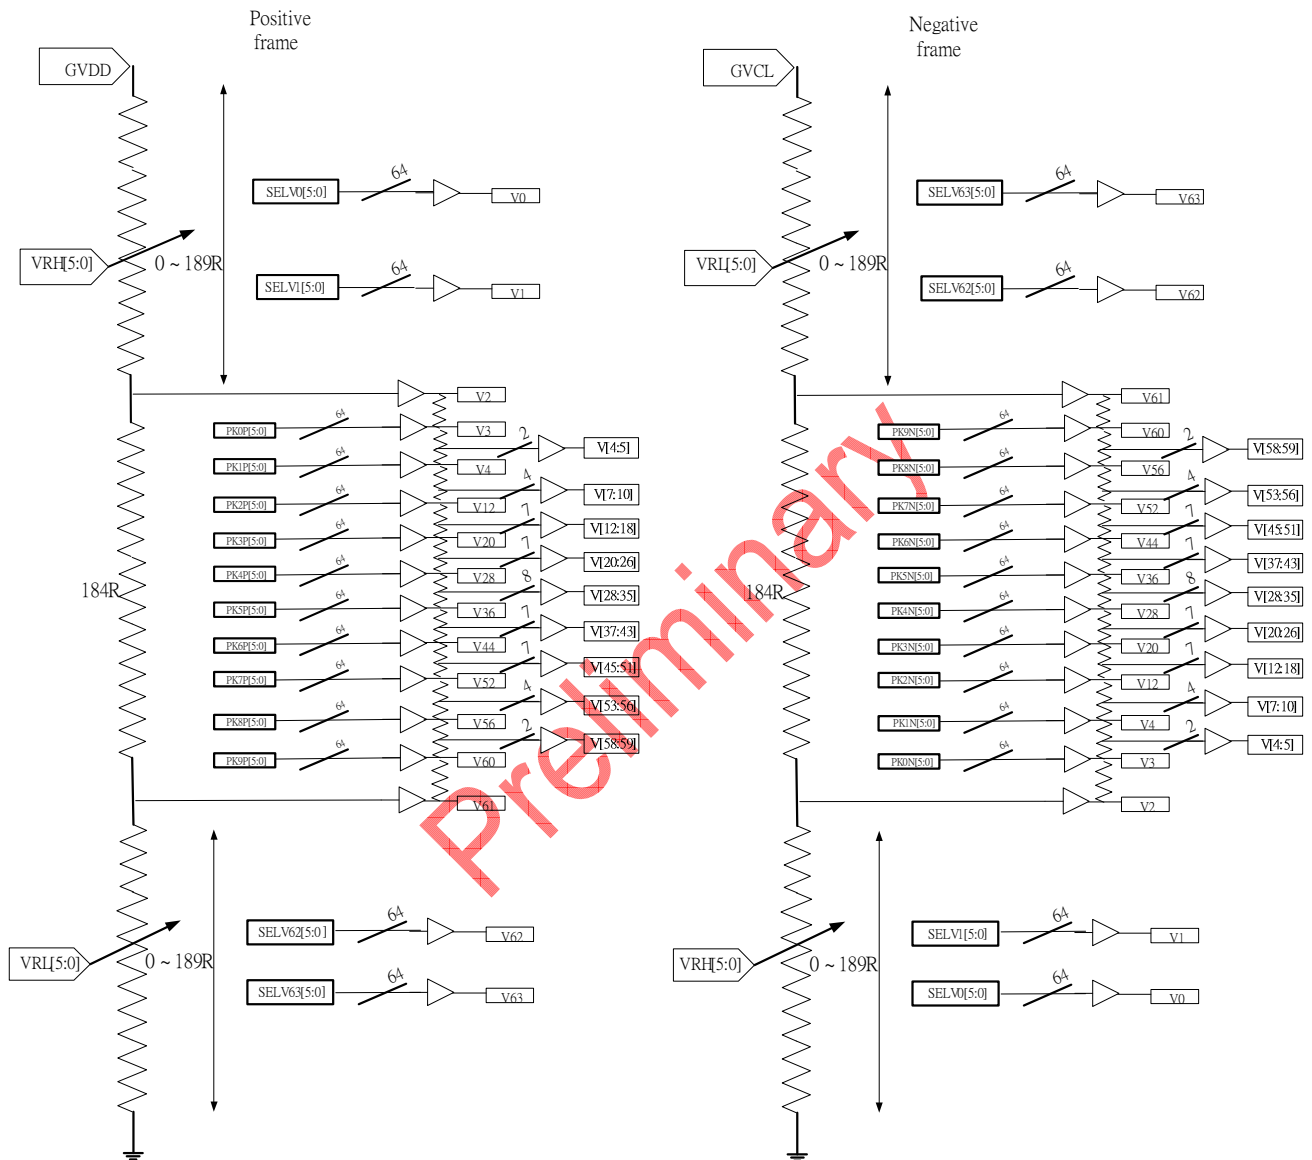 Positive
frame
GVDD
SELV0[5:0]
64
V0
VRH[5:0]
0 ~ 189R
SELV1[5:0]
64
V1
V2
PK0P[5:0]
64
V3
2
V[4:5]
PK1P[5:0]
64
V4
4
V[7:10]
PK2P[5:0]
64
V12
7
V[12:18]
PK3P[5:0]
64
V20
7
V[20:26]
184R
PK4P[5:0]
64
V28
8
V[28:35]
PK5P[5:0]
64
V36
7
V[37:43]
PK6P[5:0]
64
V44
7
V[45:51]
PK7P[5:0]
64
V52
4
V[53:56]
PK8P[5:0]
64
V56
2
V[58:59]
PK9P[5:0]
64
V60
V61
SELV62[5:0]
64
V62
VRL[5:0]
0 ~ 189R
SELV63[5:0]
64
V63
Negative
frame
GVCL
SELV63[5:0]
64
V63
VRL[5:0]
0 ~ 189R
SELV62[5:0]
64
V62
V61
PK9N[5:0]
64
V60
2
V[58:59]
PK8N[5:0]
64
V56
4
V[53:56]
PK7N[5:0]
64
V52
7
V[45:51]
PK6N[5:0]
64
V44
7
V[37:43]
184R
PK5N[5:0]
64
V36
8
V[28:35]
PK4N[5:0]
64
V28
7
V[20:26]
PK3N[5:0]
64
V20
7
V[12:18]
PK2N[5:0]
64
V12
4
V[7:10]
PK1N[5:0]
64
V4
2
V[4:5]
PK0N[5:0]
64
V3
V2
SELV1[5:0]
64
V1
VRH[5:0]
0 ~ 189R
SELV0[5:0]
64
V0
Preliminary